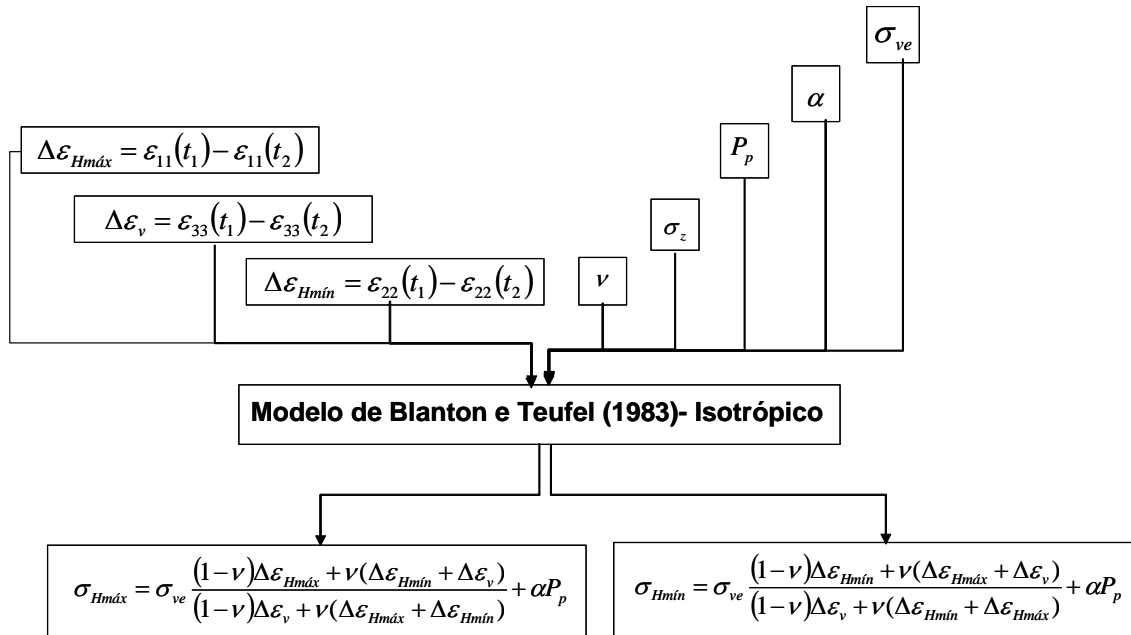 σ_ve
α
P_p
Δε_Hmáx = ε_11(t_1) − ε_11(t_2)
Δε_v = ε_33(t_1) − ε_33(t_2)
σ_z
Δε_Hmín = ε_22(t_1) − ε_22(t_2)
ν
Modelo de Blanton e Teufel (1983)- Isotrópico
σ_Hmáx = σ_ve ((1−ν)Δε_Hmáx + ν(Δε_Hmín + Δε_v)) / ((1−ν)Δε_v + ν(Δε_Hmáx + Δε_Hmín)) + αP_p
σ_Hmín = σ_ve ((1−ν)Δε_Hmín + ν(Δε_Hmáx + Δε_v)) / ((1−ν)Δε_v + ν(Δε_Hmín + Δε_Hmáx)) + αP_p